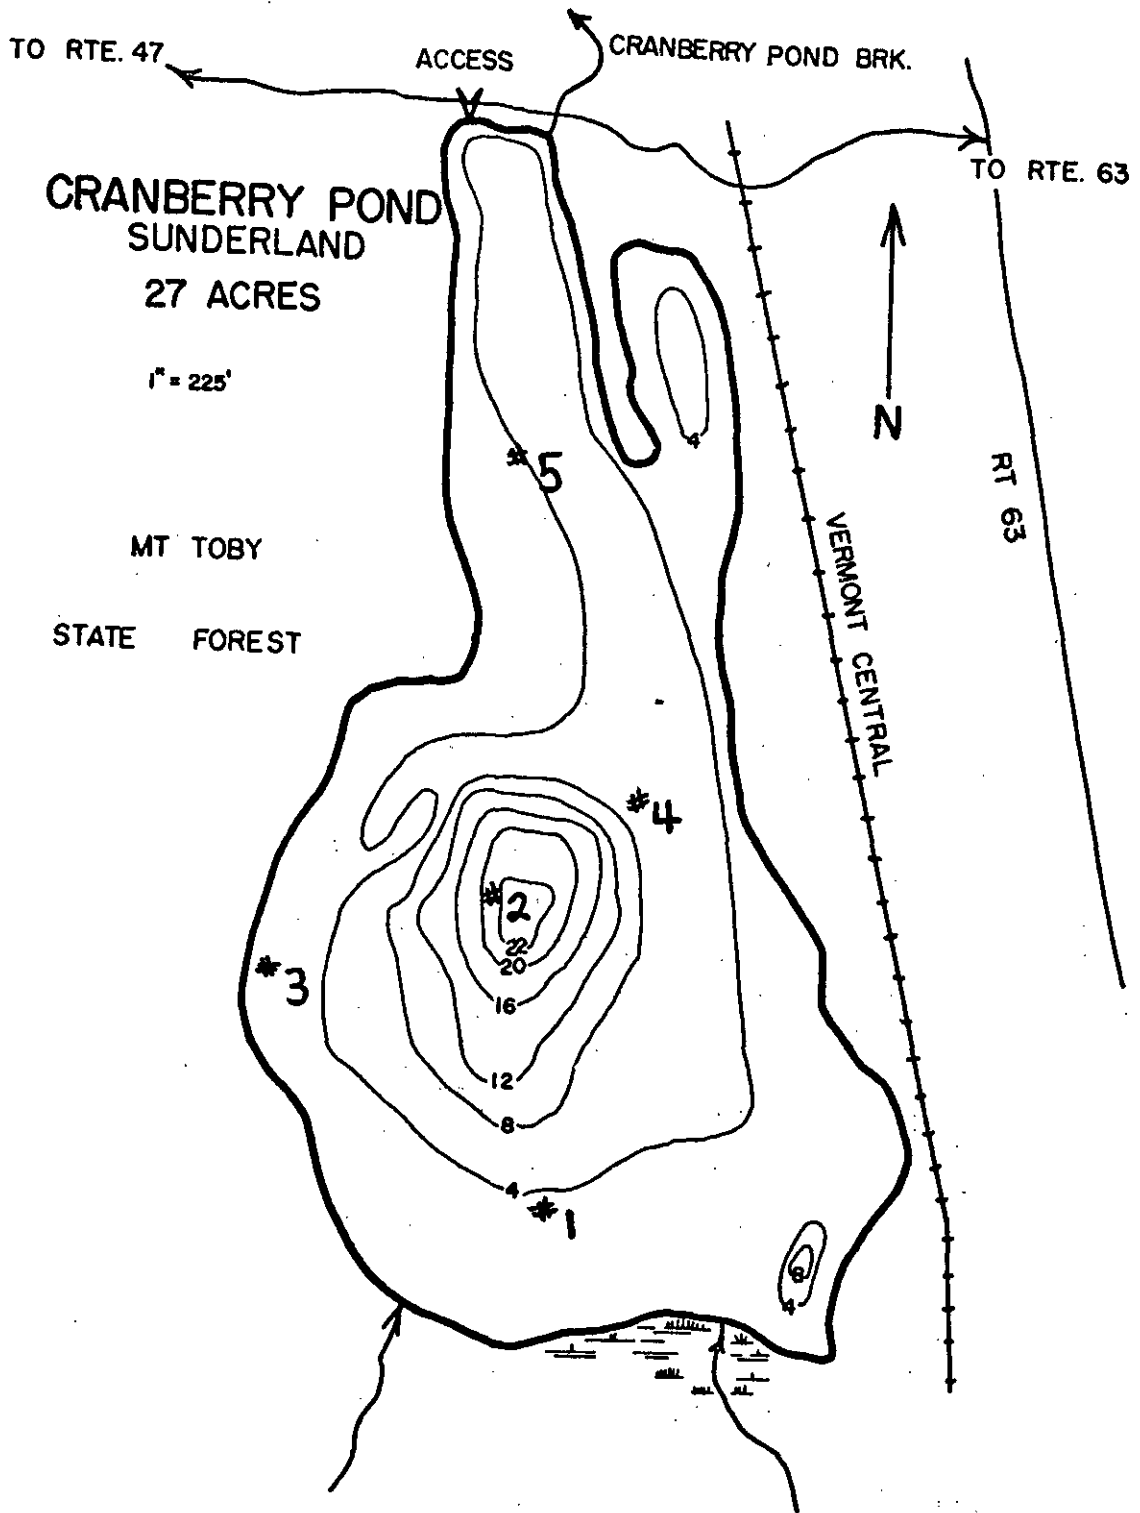 TO RTE. 47
ACCESS
CRANBERRY POND BRK.
TO RTE. 63
CRANBERRY POND
SUNDERLAND
27 ACRES
1" = 225'
N
4
#5
RT 63
MT TOBY
STATE FOREST
VERMONT CENTRAL
#4
#2
22
20
#3
16
12
8
4
#1
8
4